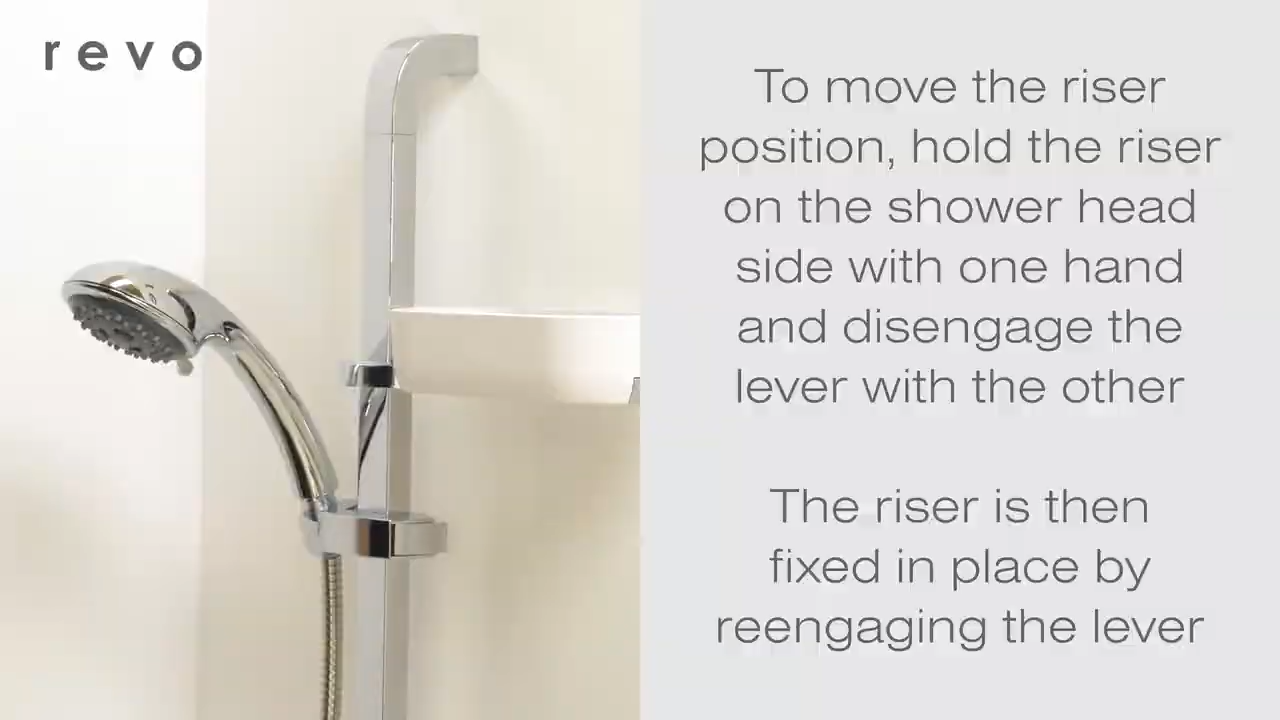 revo
To move the riser
position, hold the riser
on the shower head
side with one hand
and disengage the
lever with the other
The riser is then
fixed in place by
reengaging the lever